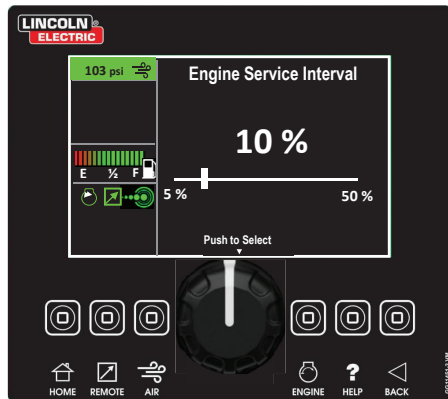 LINCOLN®
ELECTRIC
103 psi
Engine Service Interval
10 %
E ½ F
5 %
50 %
Push to Select
HOME
REMOTE
AIR
ENGINE
?
HELP
BACK